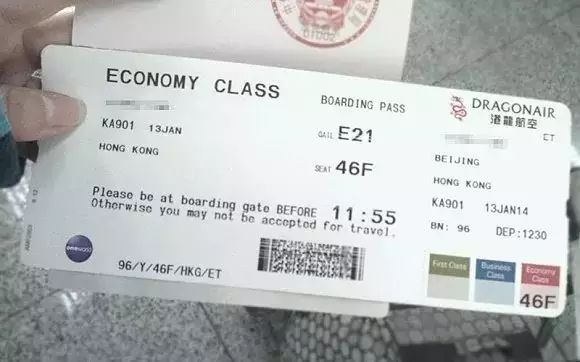 01002
ECONOMY CLASS
BOARDING PASS
KA901 13JAN
HONG KONG
GATE E21
SEAT 46F
Please be at boarding gate BEFORE 11:55
Otherwise you may not be accepted for travel.
oneworld
96/Y/46F/HKG/ET
DRAGONAIR
港龍航空
ET
BEIJING
HONG KONG
KA901 13JAN14
BN: 96 DEP:1230
First Class
Business Class
Economy Class
46F